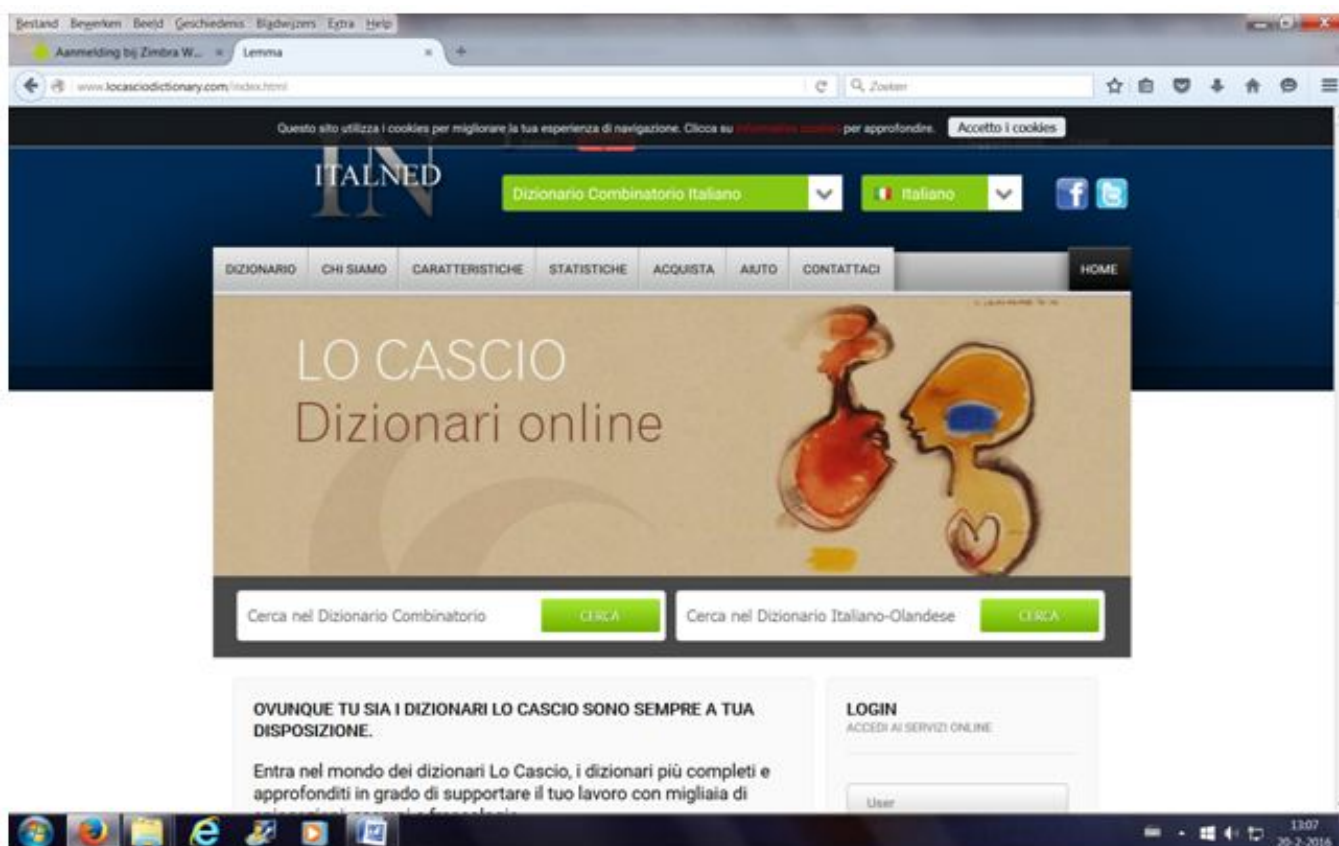 Bestand Bewerken Beeld Geschiedenis Bladwijzers Extra Help
Aanmelding bij Zimbra W...
Lemma
www.locasciodictionary.com/index.html
Zoeken
Questo sito utilizza i cookies per migliorare la tua esperienza di navigazione. Clicca su informativa cookies per approfondire. Accetto i cookies
IN
ITALNED
Dizionario Combinatorio Italiano
Italiano
DIZIONARIO CHI SIAMO CARATTERISTICHE STATISTICHE ACQUISTA AIUTO CONTATTACI HOME
LO CASCIO
Dizionari online
Cerca nel Dizionario Combinatorio CERCA
Cerca nel Dizionario Italiano-Olandese CERCA
OVUNQUE TU SIA I DIZIONARI LO CASCIO SONO SEMPRE A TUA
DISPOSIZIONE.
Entra nel mondo dei dizionari Lo Cascio, i dizionari più completi e
approfonditi in grado di supportare il tuo lavoro con migliaia di
LOGIN
ACCEDI AI SERVIZI ONLINE
User
13:07
20-2-2016